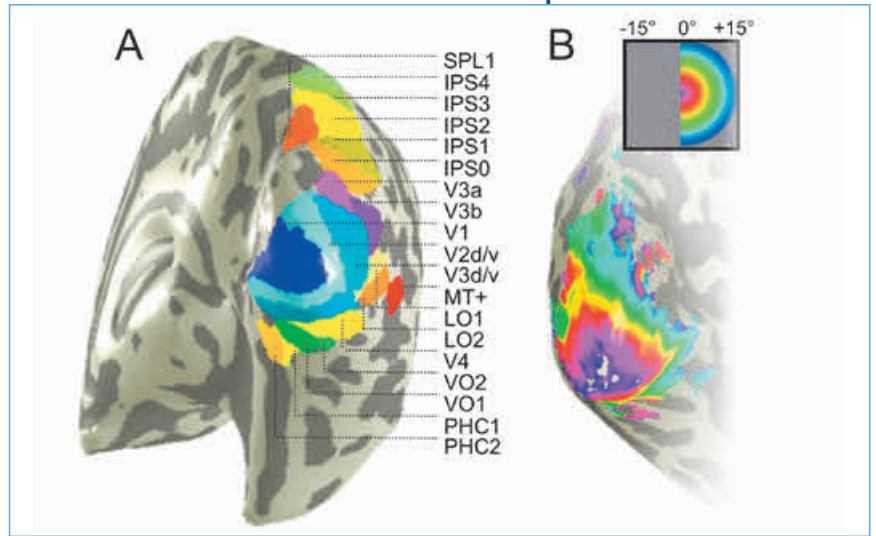 A
B
-15° 0° +15°
SPL1
IPS4
IPS3
IPS2
IPS1
IPS0
V3a
V3b
V1
V2d/v
V3d/v
MT+
LO1
LO2
V4
VO2
VO1
PHC1
PHC2